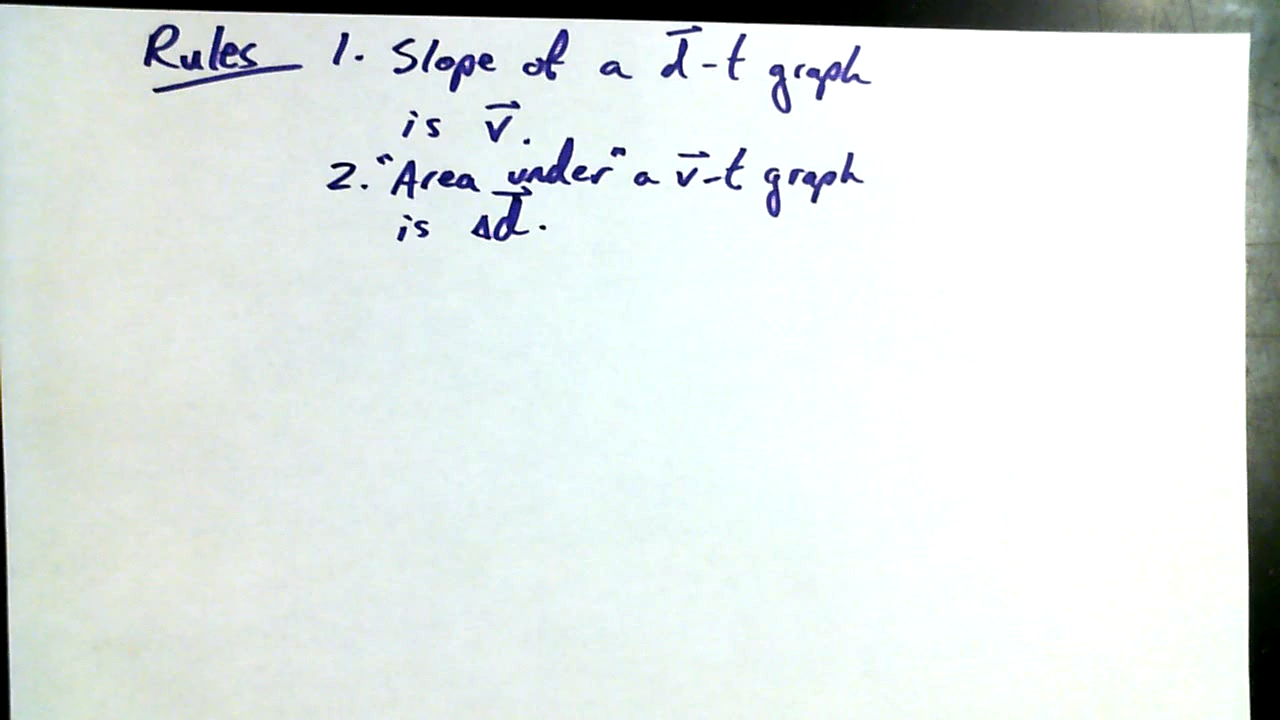 Rules 1. Slope of a d⃗-t graph
is v⃗.
2. "Area under" a v⃗-t graph
is Δd⃗.